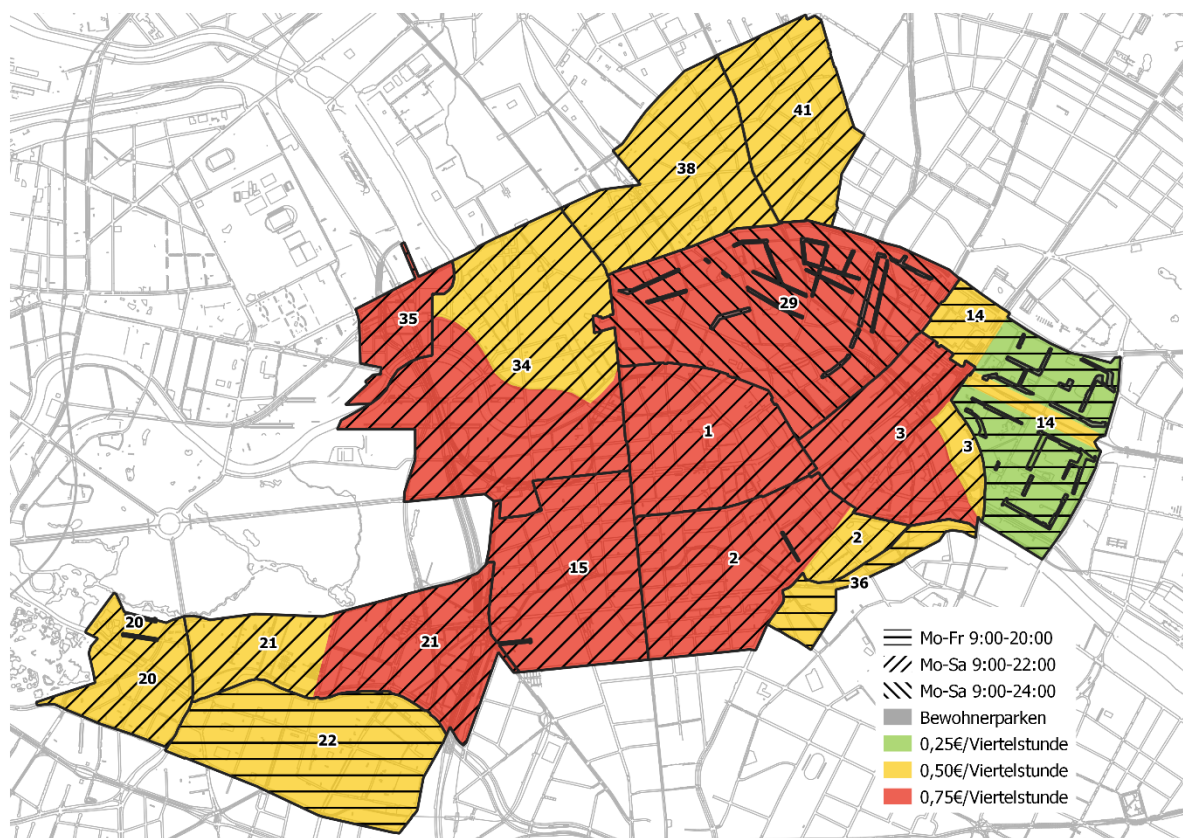 41
38
29
14
35
34
14
1
3
3
2
2
15
36
20
21
21
20
22
Mo-Fr 9:00-20:00
Mo-Sa 9:00-22:00
Mo-Sa 9:00-24:00
Bewohnerparken
0,25€/Viertelstunde
0,50€/Viertelstunde
0,75€/Viertelstunde